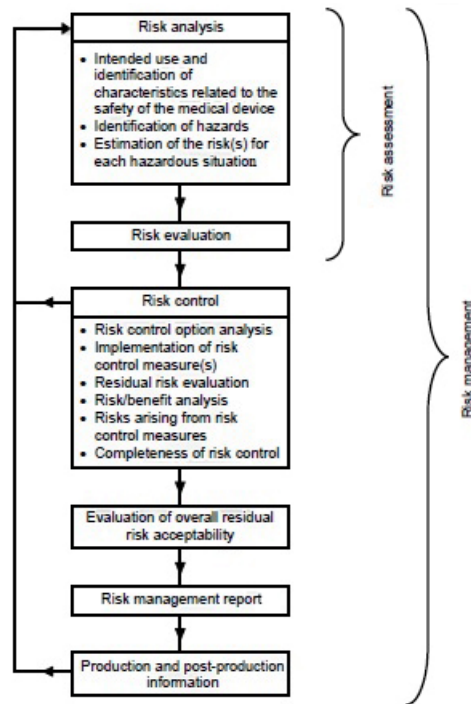 Risk analysis
• Intended use and
identification of
characteristics related to the
safety of the medical device
• Identification of hazards
• Estimation of the risk(s) for
each hazardous situation
Risk evaluation
Risk assessment
Risk control
• Risk control option analysis
• Implementation of risk
control measure(s)
• Residual risk evaluation
• Risk/benefit analysis
• Risks arising from risk
control measures
• Completeness of risk control
Evaluation of overall residual
risk acceptability
Risk management report
Production and post-production
information
Risk management